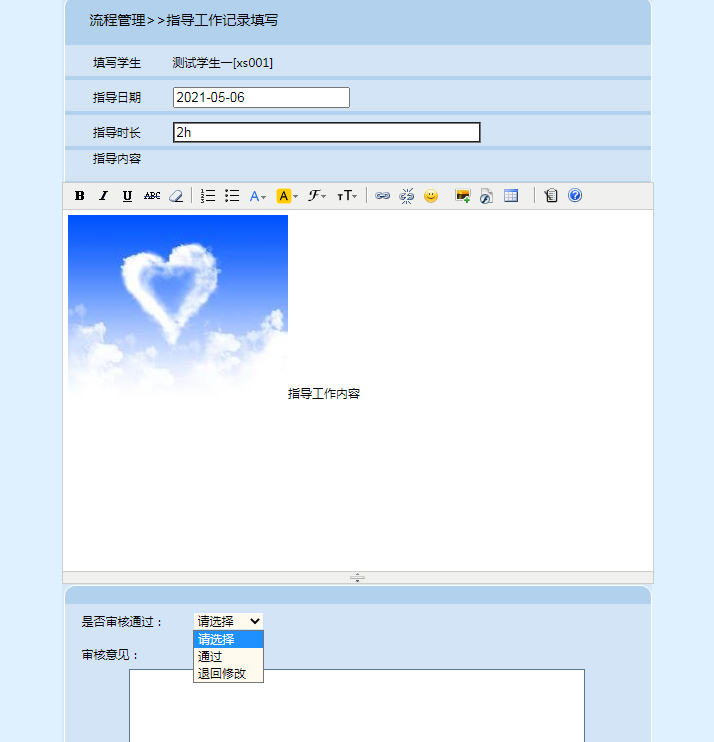 流程管理>>指导工作记录填写
填写学生 测试学生一[xs001]
指导日期 2021-05-06
指导时长 2h
指导内容
B I U ABC A A F TT
指导工作内容
是否审核通过： 请选择
请选择
通过
审核意见：
退回修改